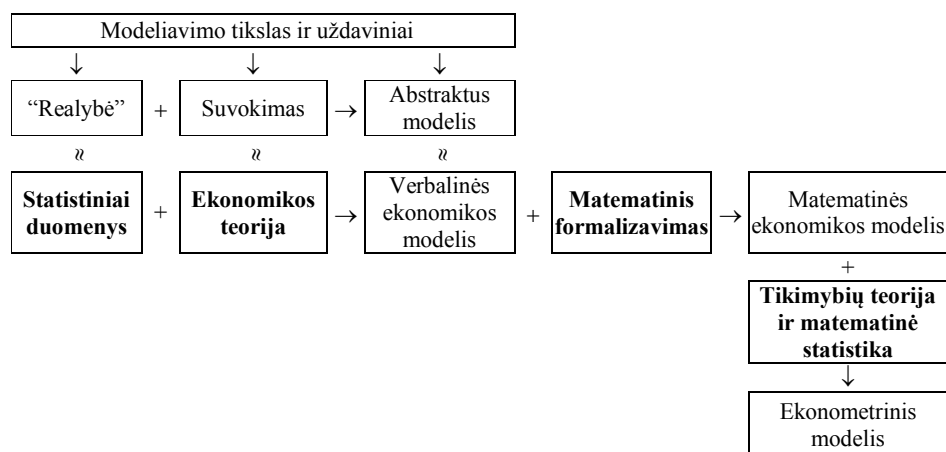 Modeliavimo tikslas ir uždaviniai
↓ ↓ ↓
“Realybė” + Suvokimas → Abstraktus
modelis
≈ ≈ ≈
Statistiniai
duomenys
+
Ekonomikos
teorija
→
Verbalinės
ekonomikos
modelis
+
Matematinis
formalizavimas
→
Matematinės
ekonomikos modelis
+
Tikimybių teorija
ir matematinė
statistika
↓
Ekonometrinis
modelis